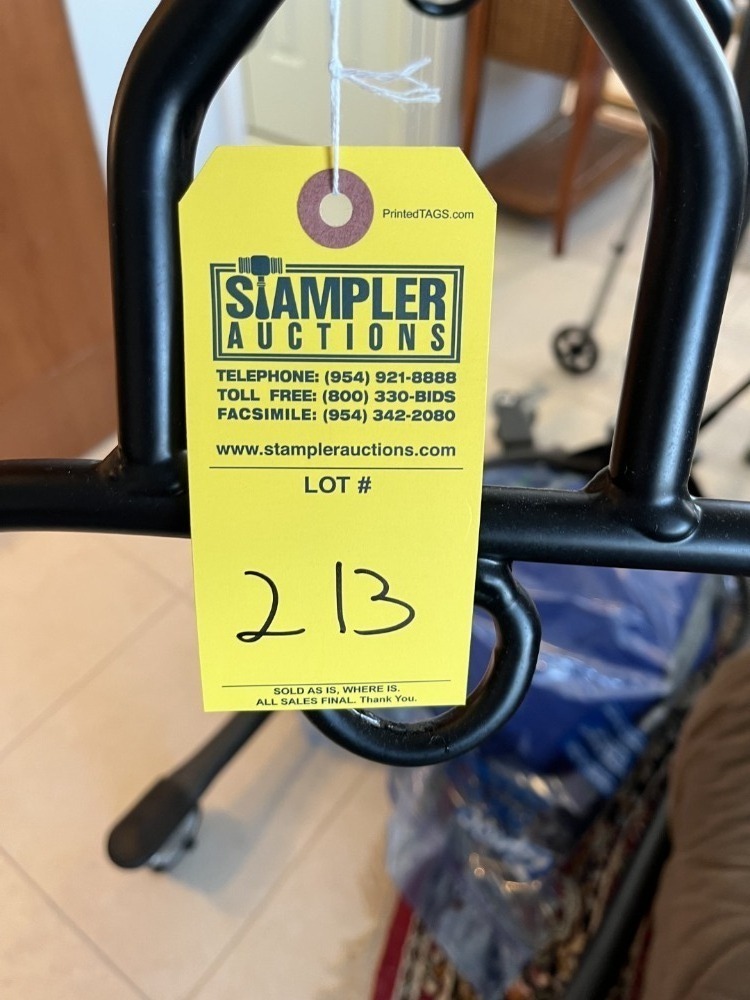 PrintedTAGS.com
STAMPLER
AUCTIONS
TELEPHONE: (954) 921-8888
TOLL FREE: (800) 330-BIDS
FACSIMILE: (954) 342-2080
www.stamplerauctions.com
LOT #
213
SOLD AS IS, WHERE IS.
ALL SALES FINAL. Thank You.